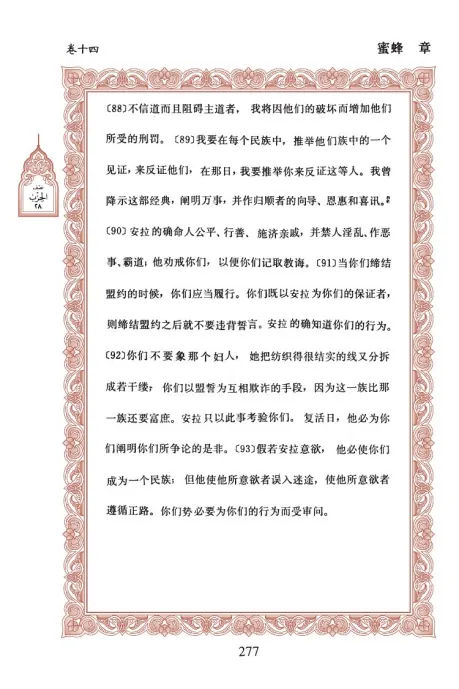 卷十四
蜜蜂 章
(88)不信道而且阻碍主道者, 我将因他们的破坏而增加他们
所受的刑罚。(89)我要在每个民族中, 推举他们族中的一个
见证, 来反证他们, 在那日, 我要推举你来反证这等人。我曾
降示这部经典, 阐明万事, 并作归顺者的向导、恩惠和喜讯。
(90)安拉的确命人公平、行善、施济亲戚, 并禁人淫乱、作恶
事、霸道; 他劝戒你们, 以便你们记取教诲。(91)当你们缔结
盟约的时候, 你们应当履行。你们既以安拉为你们的保证者,
则缔结盟约之后就不要违背誓言。安拉的确知道你们的行为。
(92)你们不要象那个妇人, 她把纺织得很结实的线又分拆
成若干缕; 你们以盟誓为互相欺诈的手段, 因为这一族比那
一族还要富庶。安拉只以此事考验你们。 复活日, 他必为你
们阐明你们所争论的是非。(93)假若安拉意欲, 他必使你们
成为一个民族; 但他使他所意欲者误入迷途, 使他所意欲者
遵循正路。你们势必要为你们的行为而受审问。
نصف
الحزب
٢٨
277